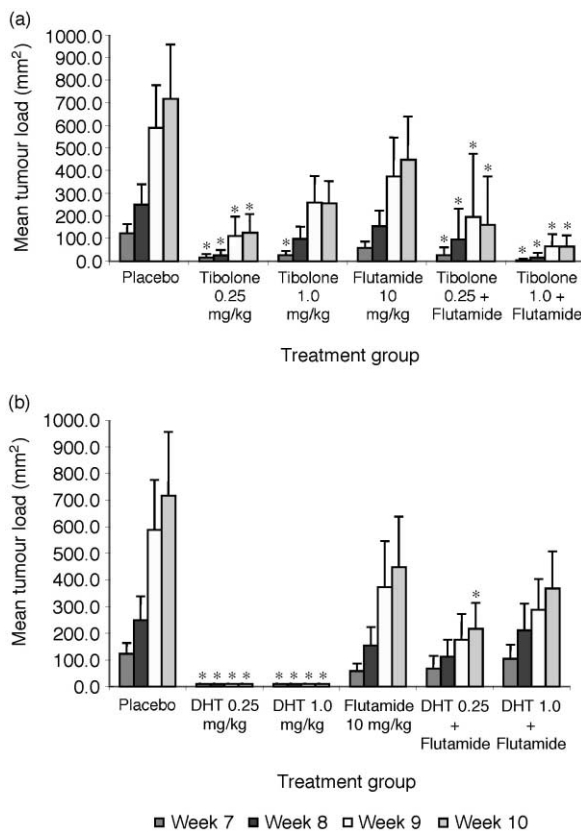 (a)
Mean tumour load (mm²)
1000.0
900.0
800.0
700.0
600.0
500.0
400.0
300.0
200.0
100.0
0.0
* * * * * * * * * * * * *
Placebo Tibolone Tibolone Flutamide Tibolone Tibolone
0.25 1.0 mg/kg 10 0.25 + 1.0 +
mg/kg mg/kg Flutamide Flutamide
Treatment group
(b)
Mean tumour load (mm²)
1000.0
900.0
800.0
700.0
600.0
500.0
400.0
300.0
200.0
100.0
0.0
* * * * * * * * *
Placebo DHT 0.25 DHT 1.0 Flutamide DHT 0.25 DHT 1.0
mg/kg mg/kg 10 mg/kg + +
Flutamide Flutamide
Treatment group
Week 7 Week 8 Week 9 Week 10